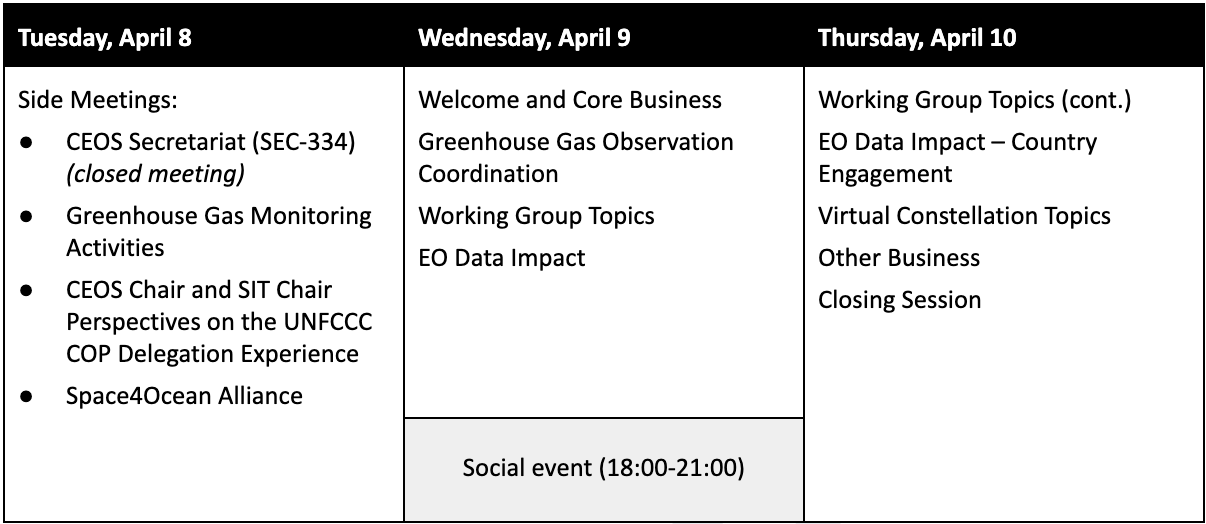 Tuesday, April 8
Side Meetings:
● CEOS Secretariat (SEC-334)
(closed meeting)
● Greenhouse Gas Monitoring
Activities
● CEOS Chair and SIT Chair
Perspectives on the UNFCCC
COP Delegation Experience
● Space4Ocean Alliance
Wednesday, April 9
Welcome and Core Business
Greenhouse Gas Observation
Coordination
Working Group Topics
EO Data Impact
Social event (18:00-21:00)
Thursday, April 10
Working Group Topics (cont.)
EO Data Impact – Country
Engagement
Virtual Constellation Topics
Other Business
Closing Session